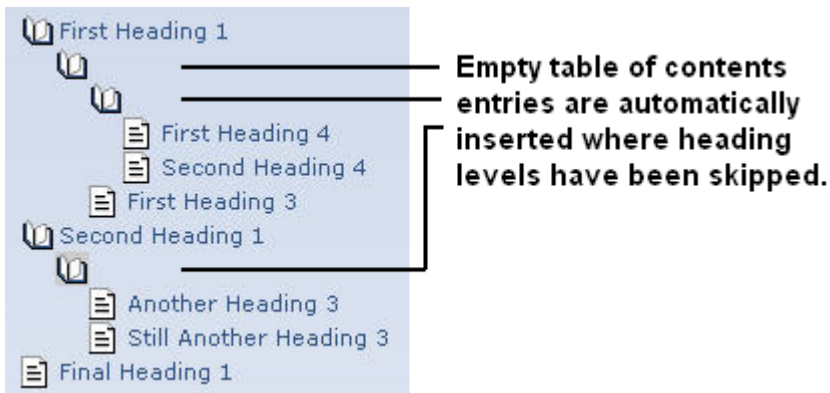 First Heading 1
First Heading 4
Second Heading 4
First Heading 3
Second Heading 1
Another Heading 3
Still Another Heading 3
Final Heading 1
Empty table of contents
entries are automatically
inserted where heading
levels have been skipped.